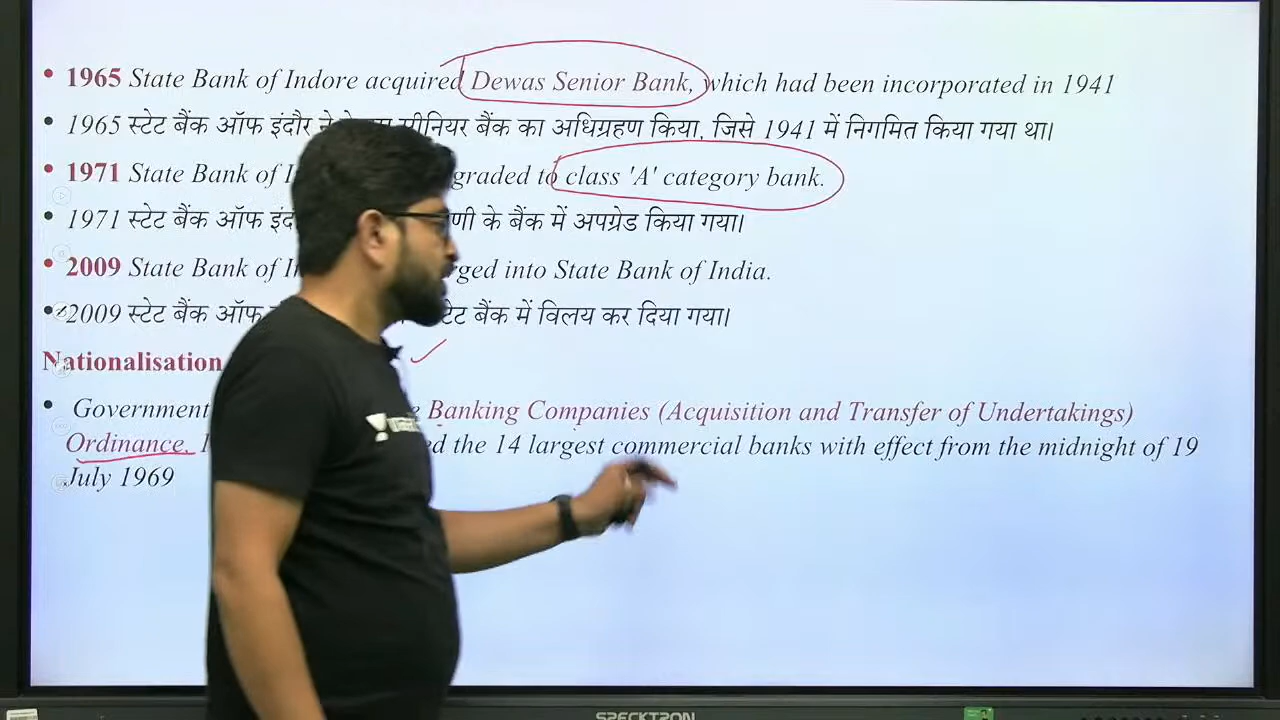 • 1965 State Bank of Indore acquired Dewas Senior Bank, which had been incorporated in 1941
• 1965 स्टेट बैंक ऑफ इंदौर ने सीनियर बैंक का अधिग्रहण किया, जिसे 1941 में निगमित किया गया था।
• 1971 State Bank of graded to class 'A' category bank.
• 1971 स्टेट बैंक ऑफ के बैंक में अपग्रेड किया गया।
• 2009 State Bank of rged into State Bank of India.
• 2009 स्टेट बैंक ऑफ स्टेट बैंक में विलय कर दिया गया।
Nationalisation
• Government Banking Companies (Acquisition and Transfer of Undertakings)
Ordinance, ed the 14 largest commercial banks with effect from the midnight of 19
July 1969
SPECKTRON